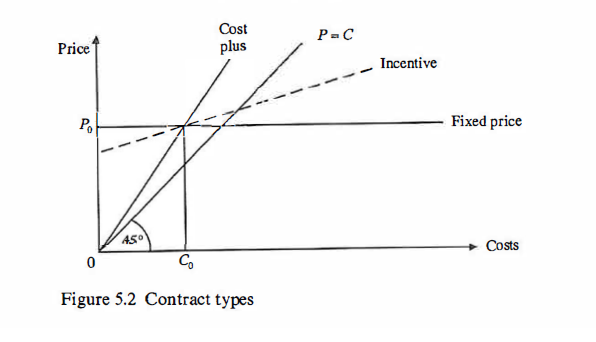 Cost
plus
P = C
Price
Incentive
P₀
Fixed price
45°
Costs
0
C₀
Figure 5.2 Contract types